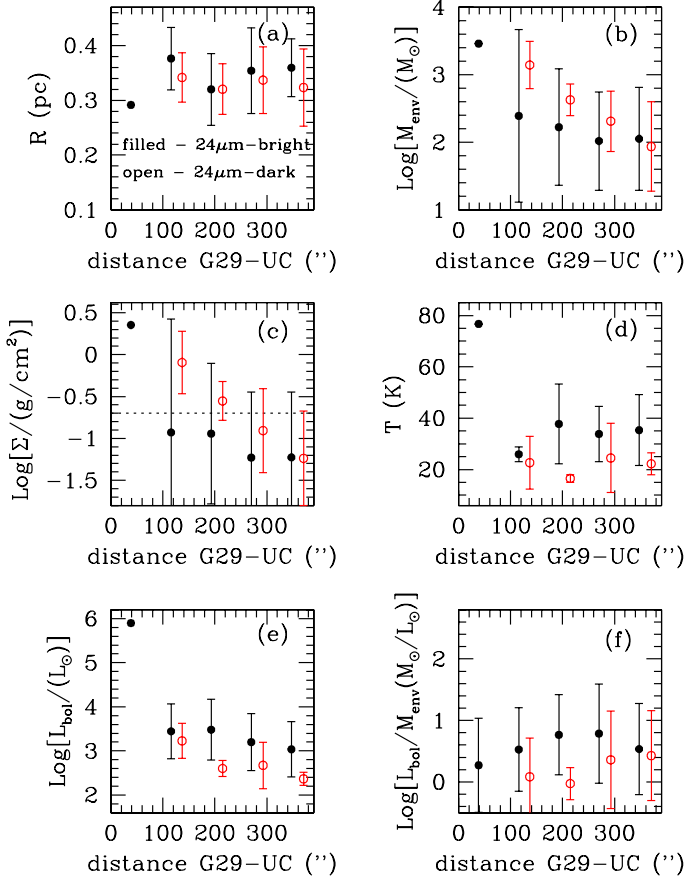 (a)
R (pc)
0.4
0.3
0.2
0.1
filled – 24μm–bright
open – 24μm–dark
0 100 200 300
distance G29–UC (’’)
(b)
Log[M_env/(M_⊙)]
4
3
2
1
0 100 200 300
distance G29–UC (’’)
(c)
Log[Σ/(g/cm²)]
0.5
0
−0.5
−1
−1.5
0 100 200 300
distance G29–UC (’’)
(d)
T (K)
80
60
40
20
0 100 200 300
distance G29–UC (’’)
(e)
Log[L_bol/(L_⊙)]
6
5
4
3
2
0 100 200 300
distance G29–UC (’’)
(f)
Log[L_bol/M_env(M_⊙/L_⊙)]
2
1
0
0 100 200 300
distance G29–UC (’’)